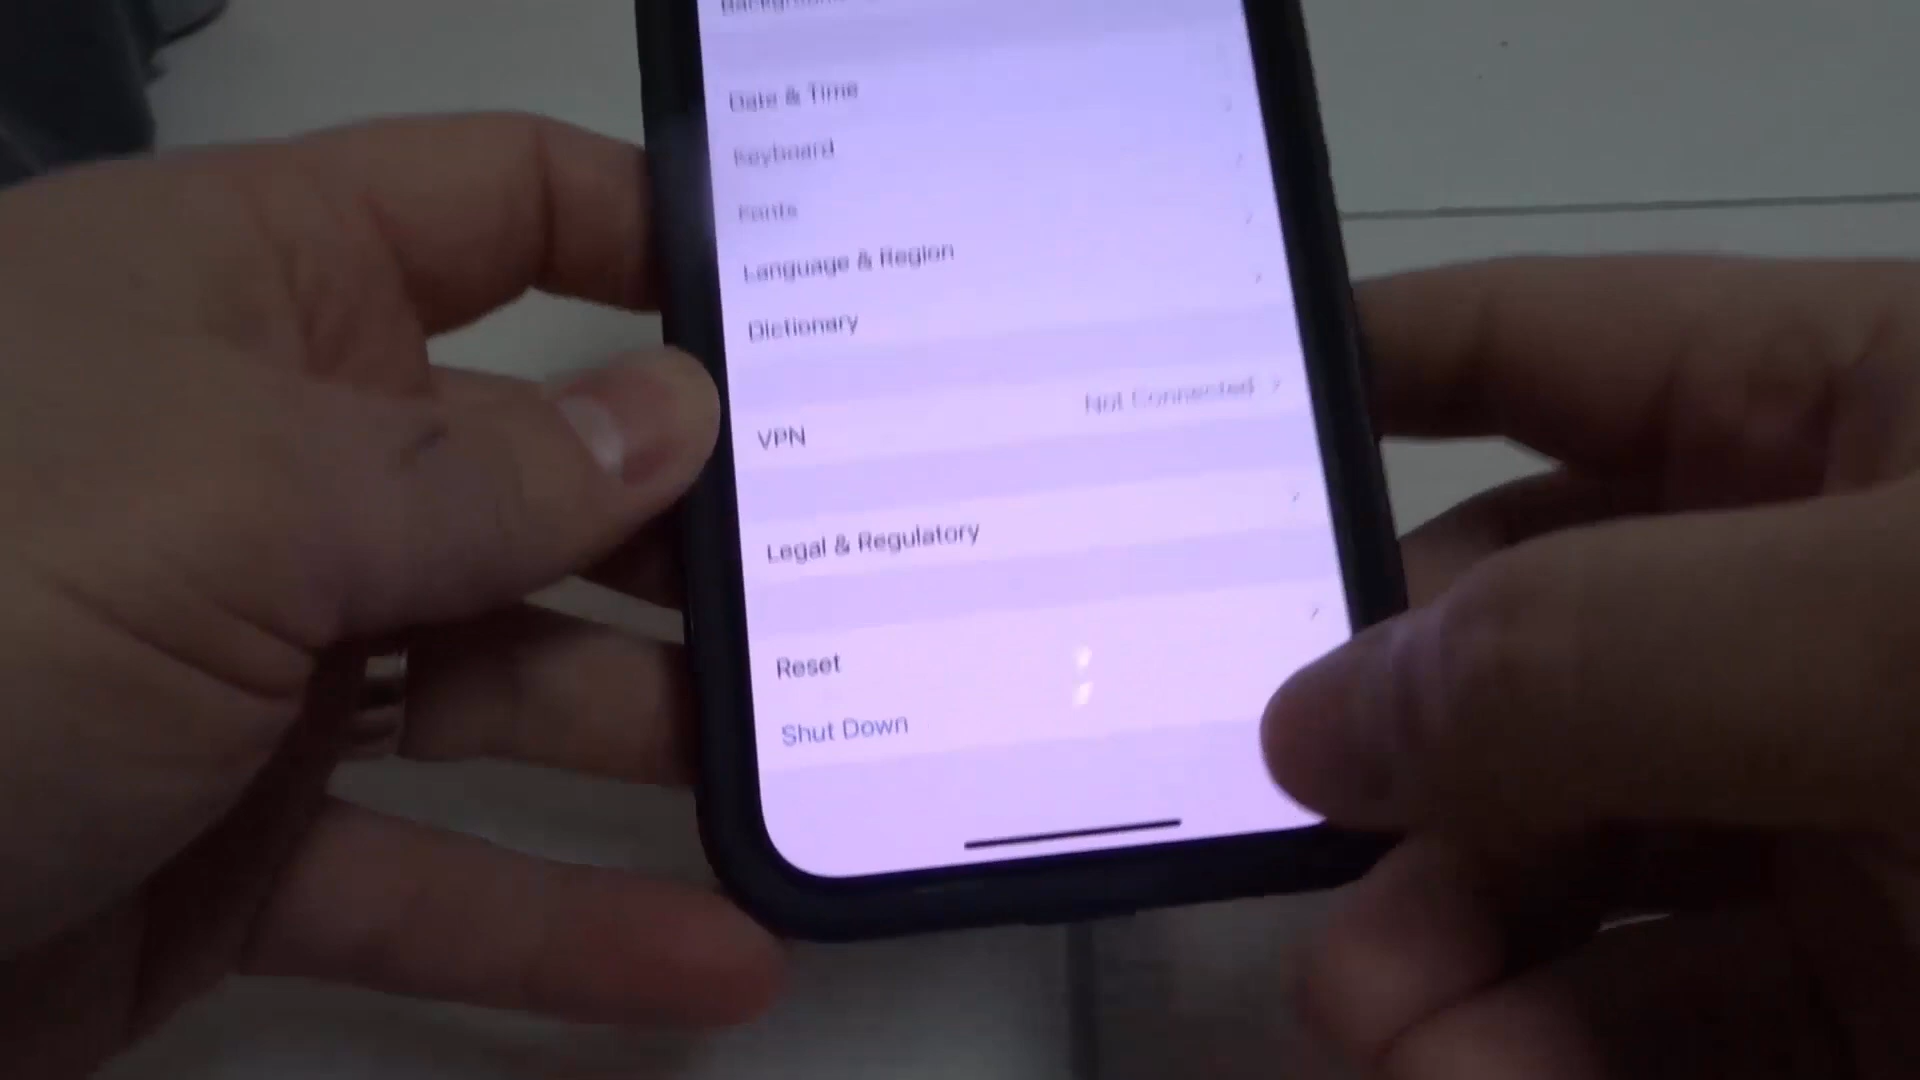 Date & Time
Keyboard
Fonts
Language & Region
Dictionary
VPN
Not Connected
Legal & Regulatory
Reset
Shut Down